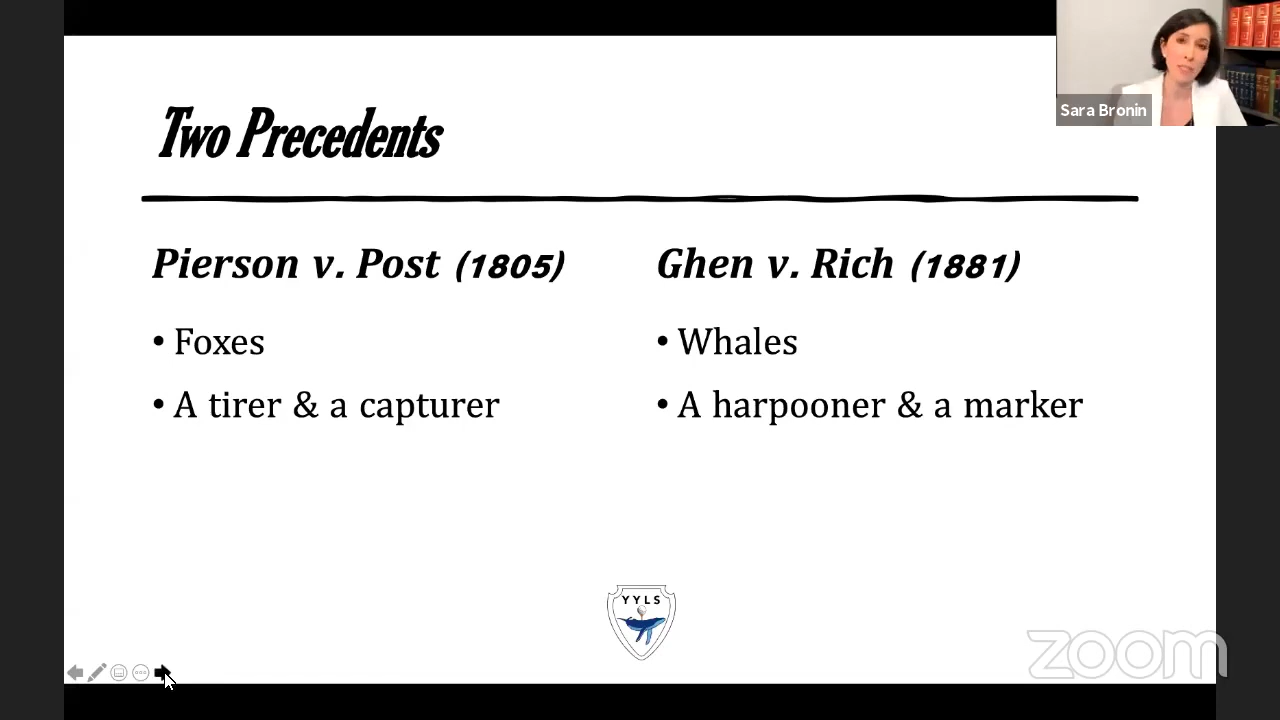 Two Precedents
Sara Bronin
Pierson v. Post (1805)
• Foxes
• A tirer & a capturer
Ghen v. Rich (1881)
• Whales
• A harpooner & a marker
YYLS
zoom